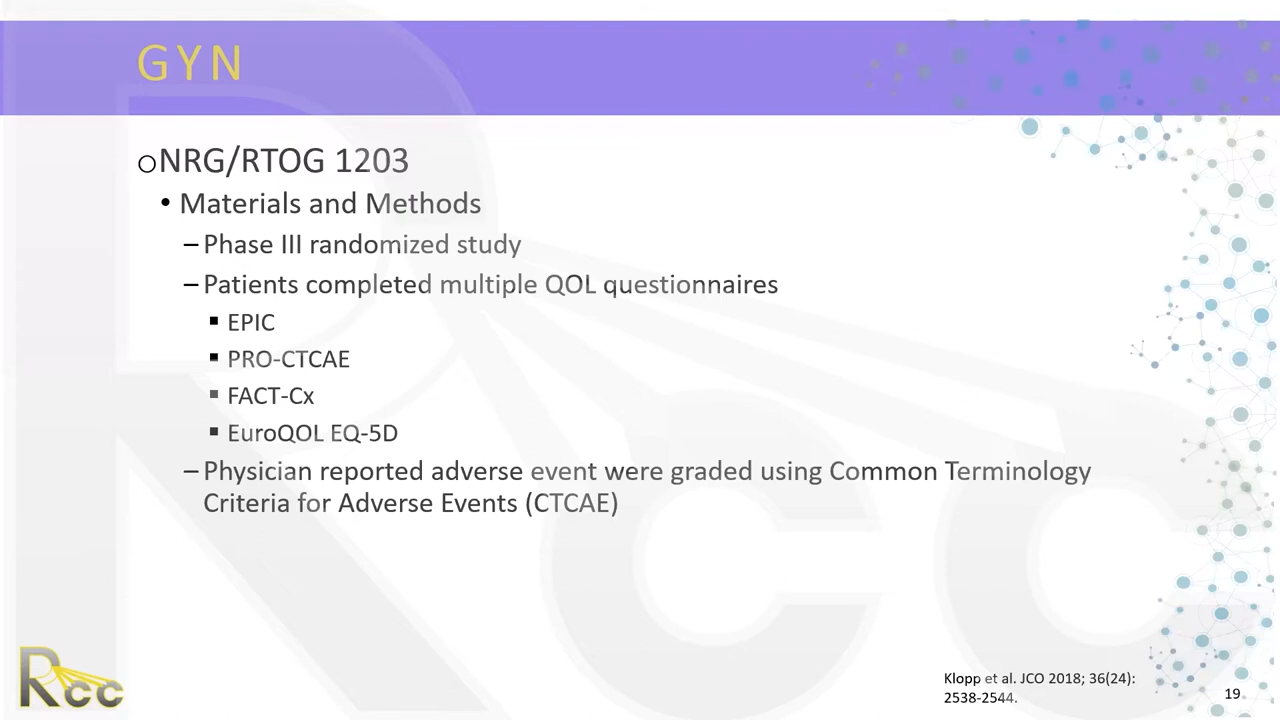 GYN
NRG/RTOG 1203
Materials and Methods
Phase III randomized study
Patients completed multiple QOL questionnaires
EPIC
PRO-CTCAE
FACT-Cx
EuroQOL EQ-5D
Physician reported adverse event were graded using Common Terminology
Criteria for Adverse Events (CTCAE)
Rcc
Klopp et al. JCO 2018; 36(24):
2538-2544.
19